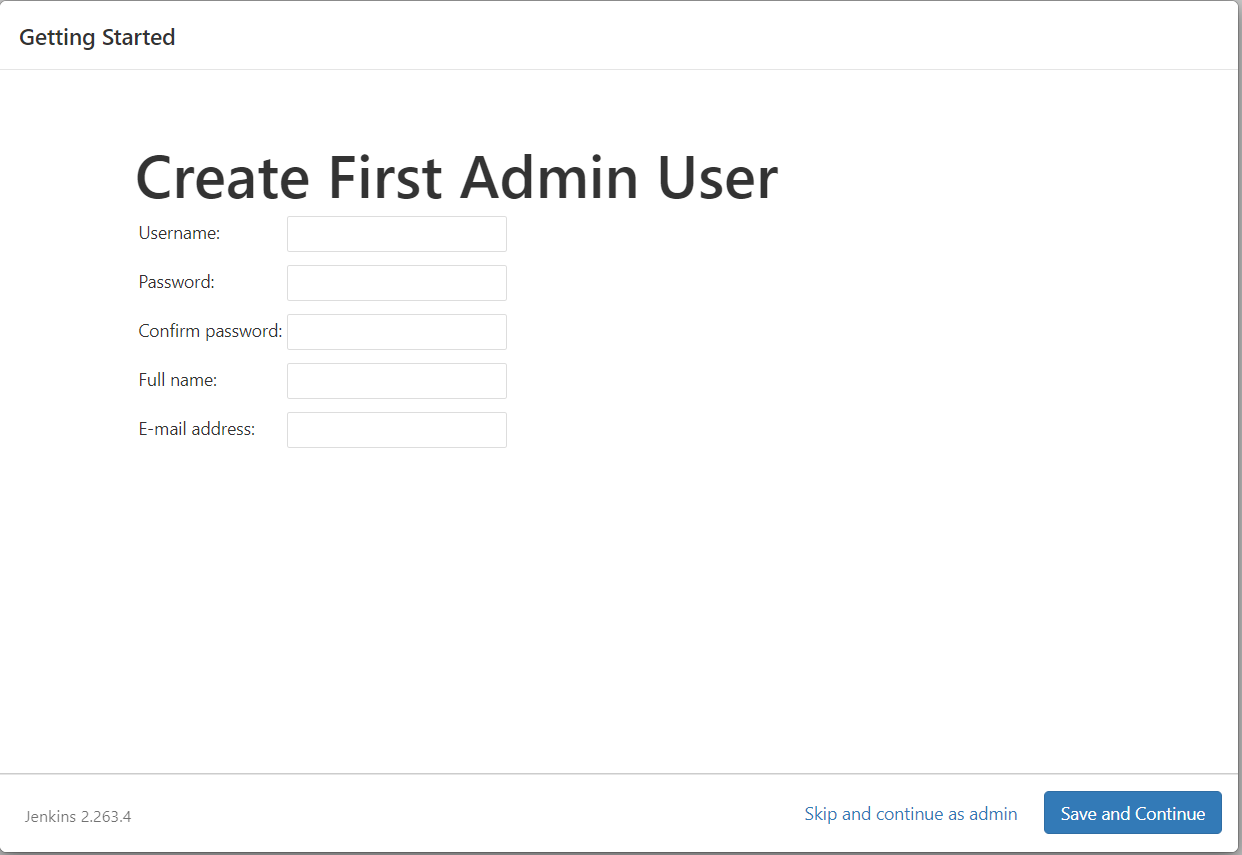 Getting Started
Create First Admin User
Username:
Password:
Confirm password:
Full name:
E-mail address:
Jenkins 2.263.4
Skip and continue as admin
Save and Continue